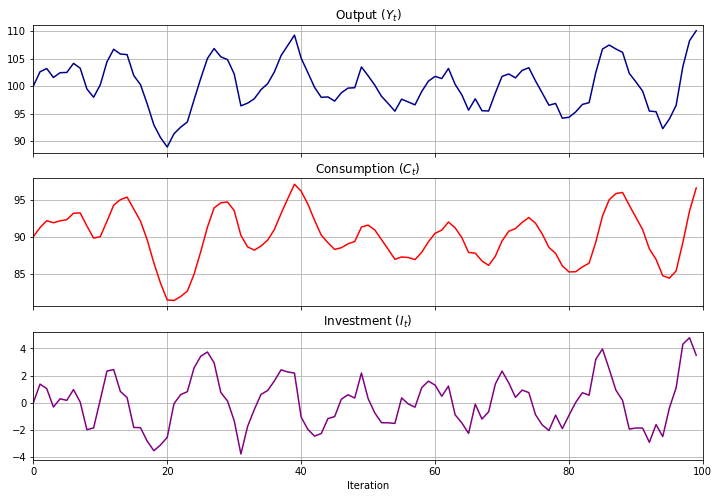 Output (Y_t)
110
105
100
95
90
Consumption (C_t)
95
90
85
Investment (I_t)
4
2
0
−2
−4
0 20 40 60 80 100
Iteration